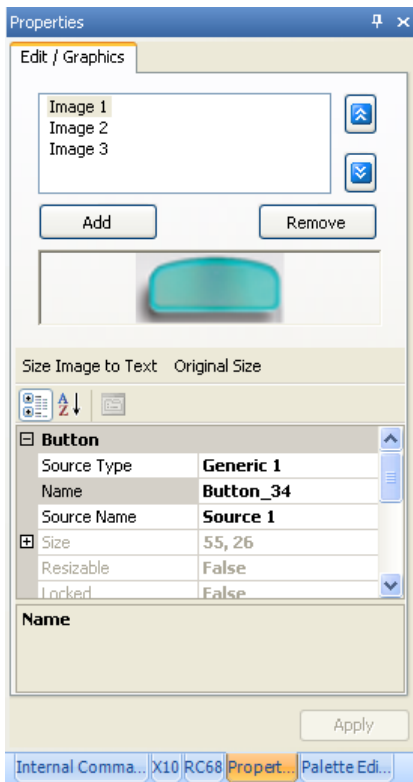 Properties
Edit / Graphics
Image 1
Image 2
Image 3
Add Remove
Size Image to Text Original Size
Button
Source Type Generic 1
Name Button_34
Source Name Source 1
Size 55, 26
Resizable False
Locked False
Name
Apply
Internal Comma... X10 RC68 Propert... Palette Edi...